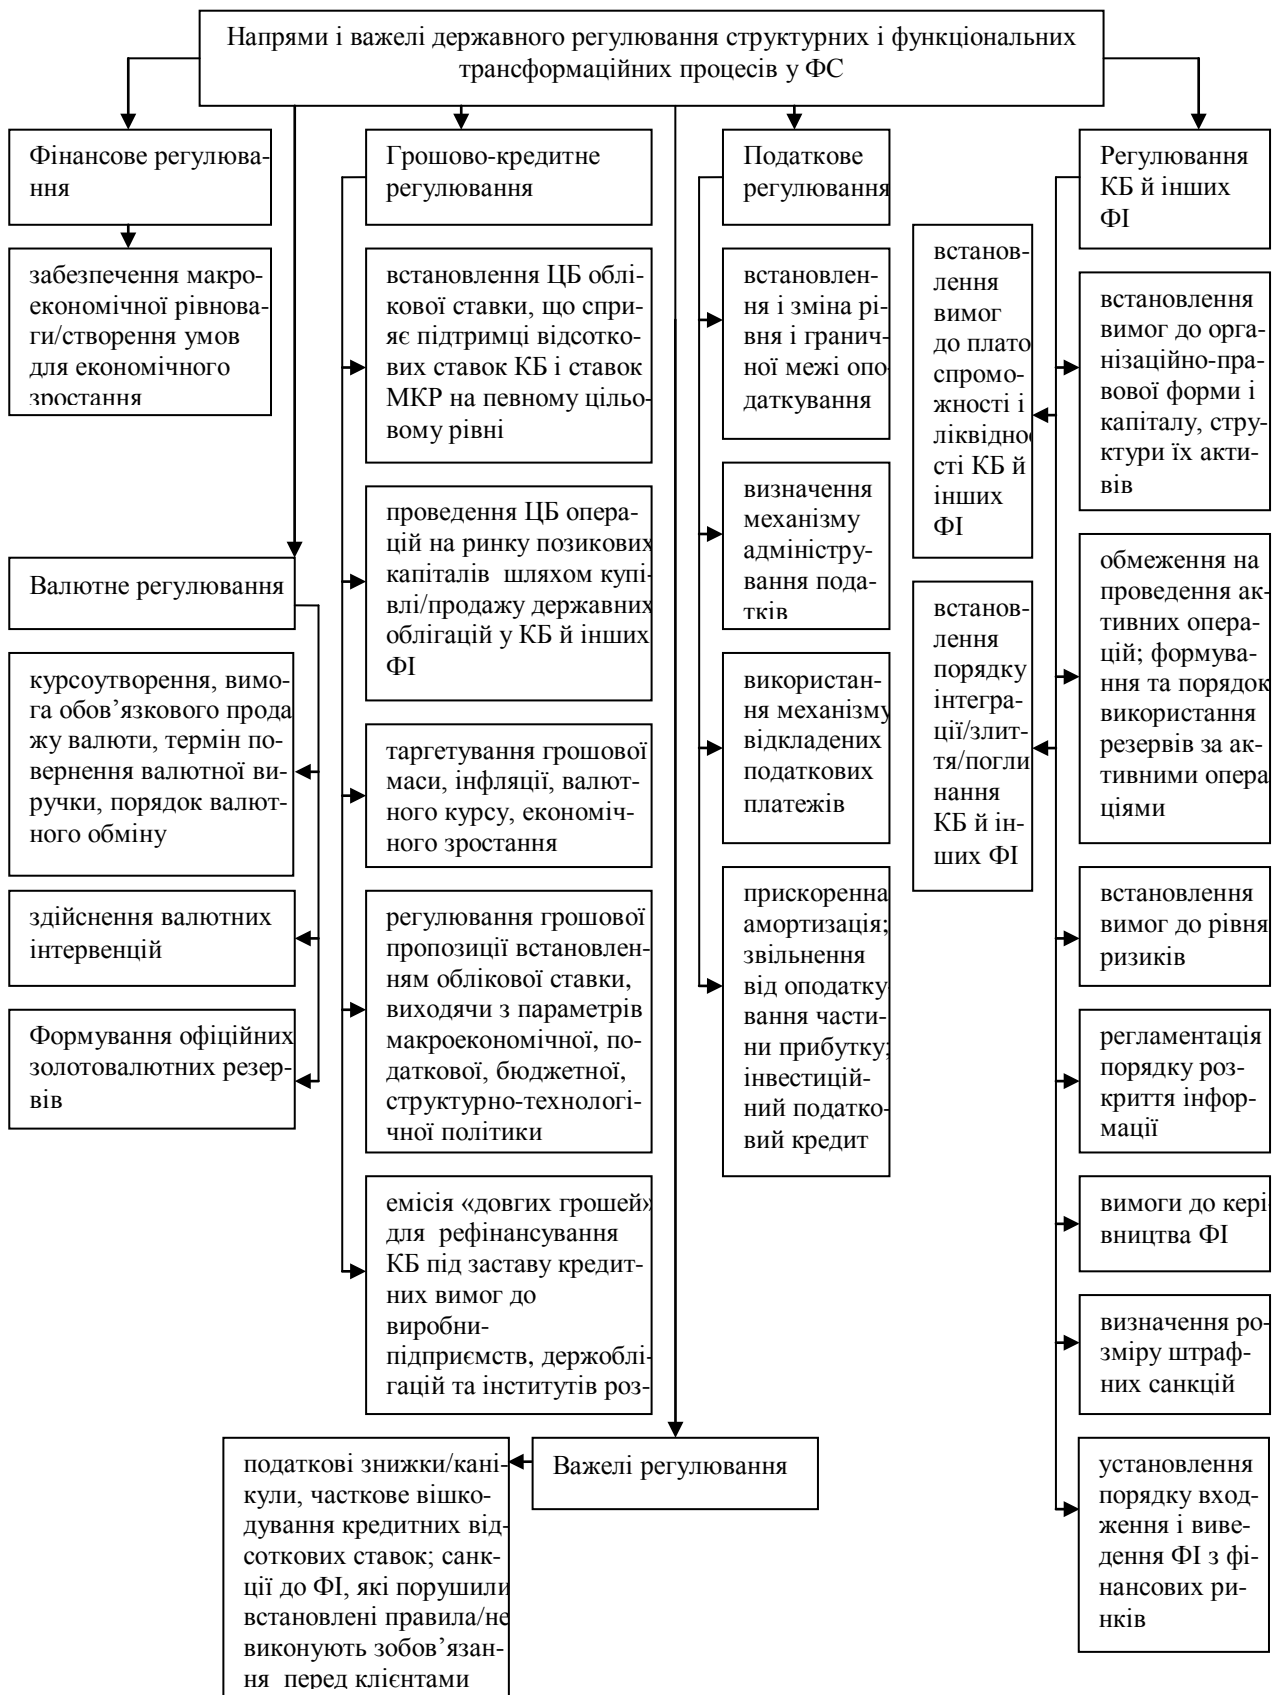 Напрями і важелі державного регулювання структурних і функціональних
трансформаційних процесів у ФС
Фінансове регулюва-
ння
забезпечення макро-
економічної рівнова-
ги/створення умов
для економічного
зростання
Валютне регулювання
курсоутворення, вимо-
га обов’язкового прода
жу валюти, термін по-
вернення валютної ви-
ручки, порядок валют-
ного обміну
здійснення валютних
інтервенцій
Формування офіційних
золотовалютних резер-
вів
Грошово-кредитне
регулювання
встановлення ЦБ облі-
кової ставки, що спри-
яє підтримці відсотко-
вих ставок КБ і ставок
МКР на певному цільо-
вому рівні
проведення ЦБ опера-
цій на ринку позикових
капіталів шляхом купі-
влі/продажу державних
облігацій у КБ й інших
ФІ
таргетування грошової
маси, інфляції, валют-
ного курсу, економіч-
ного зростання
регулювання грошової
пропозиції встановлен-
ням облікової ставки,
виходячи з параметрів
макроекономічної, по-
даткової, бюджетної,
структурно-технологі-
чної політики
емісія «довгих грошей»
для рефінансування
КБ під заставу кредит-
них вимог до
виробни-
підприємств, держоблі-
гацій та інститутів роз-
Податкове
регулювання
встановлен-
ня і зміна рі-
вня і гранич-
ної межі опо
даткування
визначення
механізму
адміністру-
вання пода-
тків
використан-
ня механізму
відкладених
податкових
платежів
прискоренна
амортизація;
звільнення
від оподатку
вання части-
ни прибутку;
інвестицій-
ний податко-
вий кредит
Регулювання
КБ й інших
ФІ
встанов-
лення
вимог
до плато
спромо-
жності і
ліквідно
сті КБ й
інших
ФІ
встанов-
лення
порядку
інтегра-
ції/злит-
тя/погли
нання
КБ й ін-
ших ФІ
встановлення
вимог до орга-
нізаційно-пра-
вової форми і
капіталу, стру-
ктури їх акти-
вів
обмеження на
проведення ак-
тивних опера-
цій; формува-
ння та порядок
використання
резервів за ак-
тивними опера
ціями
встановлення
вимог до рівня
ризиків
регламентація
порядку роз-
криття інфор-
мації
вимоги до кері
вництва ФІ
визначення ро-
зміру штраф-
них санкцій
установлення
порядку вход-
ження і виве-
дення ФІ з фі-
нансових ри-
нків
Важелі регулювання
податкові знижки/кані-
кули, часткове вішко-
дування кредитних від-
соткових ставок; санк-
ції до ФІ, які порушили
встановлені правила/не
виконують зобов’язан-
ня перед клієнтами